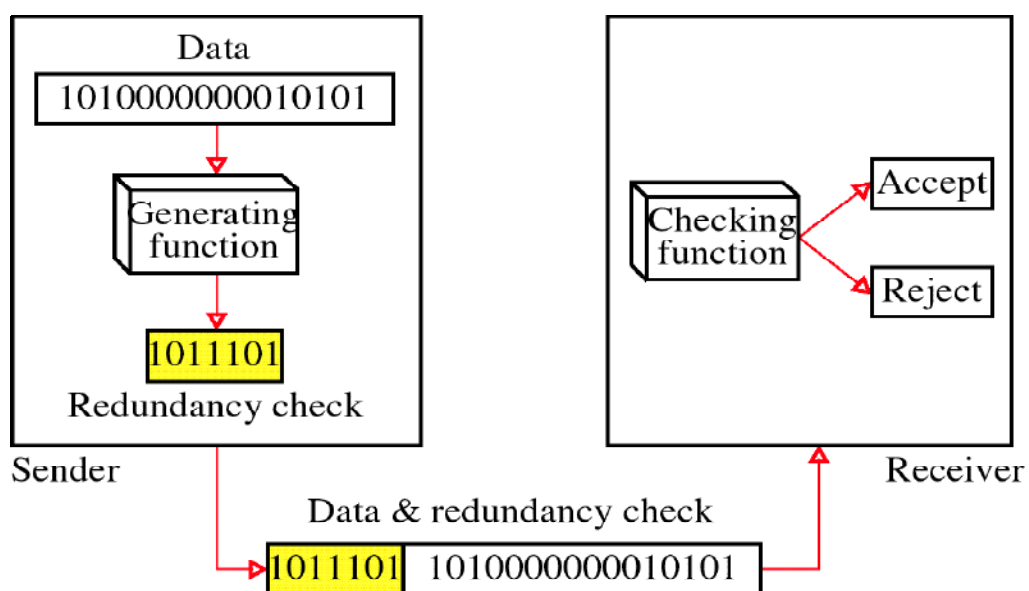 Data
1010000000010101
Generating
function
1011101
Redundancy check
Sender
Checking
function
Accept
Reject
Receiver
Data & redundancy check
1011101 1010000000010101